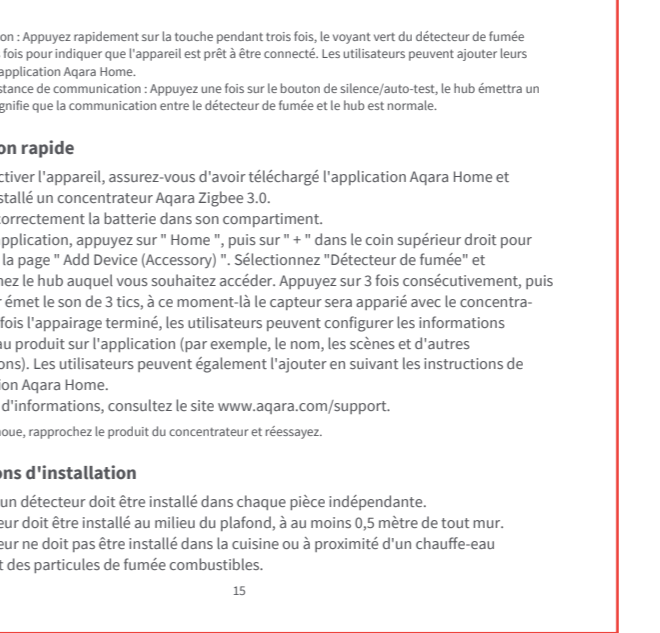 on : Appuyez rapidement sur la touche pendant trois fois, le voyant vert du détecteur de fumée
fois pour indiquer que l'appareil est prêt à être connecté. Les utilisateurs peuvent ajouter leurs
application Aqara Home.
stance de communication : Appuyez une fois sur le bouton de silence/auto-test, le hub émettra un
gnifie que la communication entre le détecteur de fumée et le hub est normale.
on rapide
ctiver l'appareil, assurez-vous d'avoir téléchargé l'application Aqara Home et
stallé un concentrateur Aqara Zigbee 3.0.
correctement la batterie dans son compartiment.
application, appuyez sur " Home ", puis sur " + " dans le coin supérieur droit pour
la page " Add Device (Accessory) ". Sélectionnez "Détecteur de fumée" et
nez le hub auquel vous souhaitez accéder. Appuyez sur 3 fois consécutivement, puis
r émet le son de 3 tics, à ce moment-là le capteur sera apparié avec le concentra-
fois l'appairage terminé, les utilisateurs peuvent configurer les informations
au produit sur l'application (par exemple, le nom, les scènes et d'autres
ons). Les utilisateurs peuvent également l'ajouter en suivant les instructions de
ion Aqara Home.
d'informations, consultez le site www.aqara.com/support.
houe, rapprochez le produit du concentrateur et réessayez.
ons d'installation
un détecteur doit être installé dans chaque pièce indépendante.
eur doit être installé au milieu du plafond, à au moins 0,5 mètre de tout mur.
eur ne doit pas être installé dans la cuisine ou à proximité d'un chauffe-eau
t des particules de fumée combustibles.
15